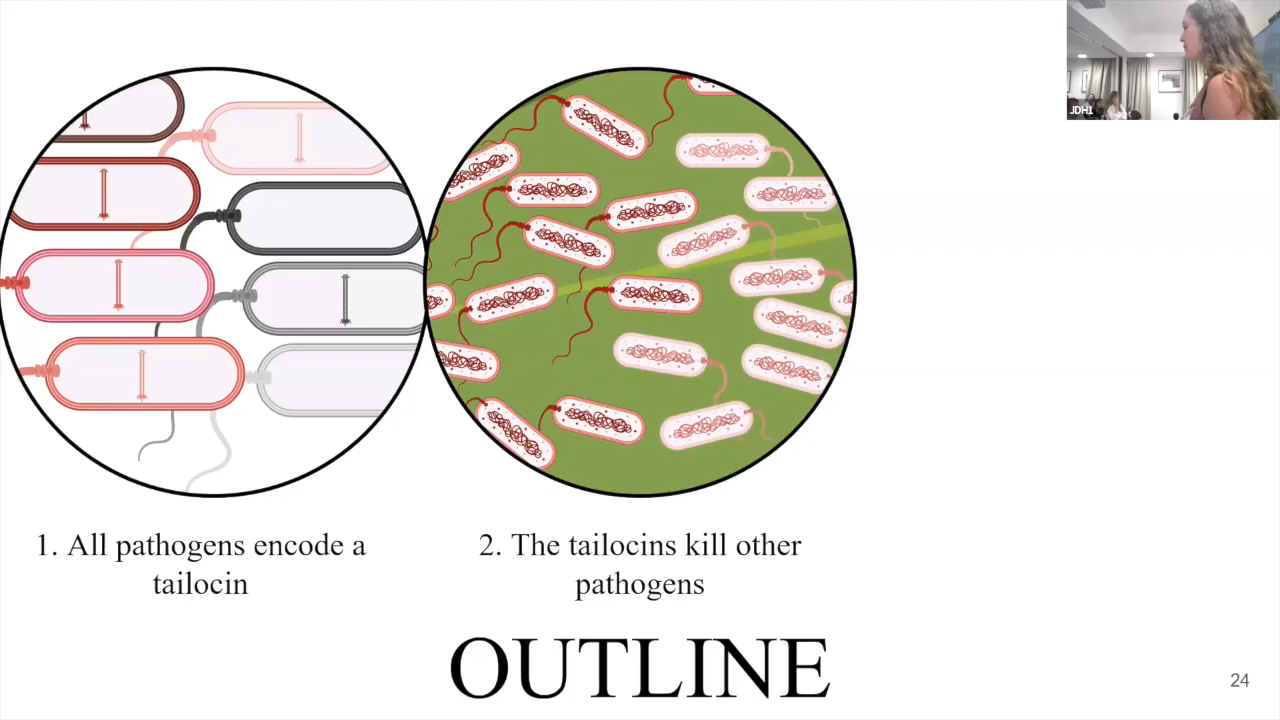 JDH1
1. All pathogens encode a
tailocin
2. The tailocins kill other
pathogens
OUTLINE
24